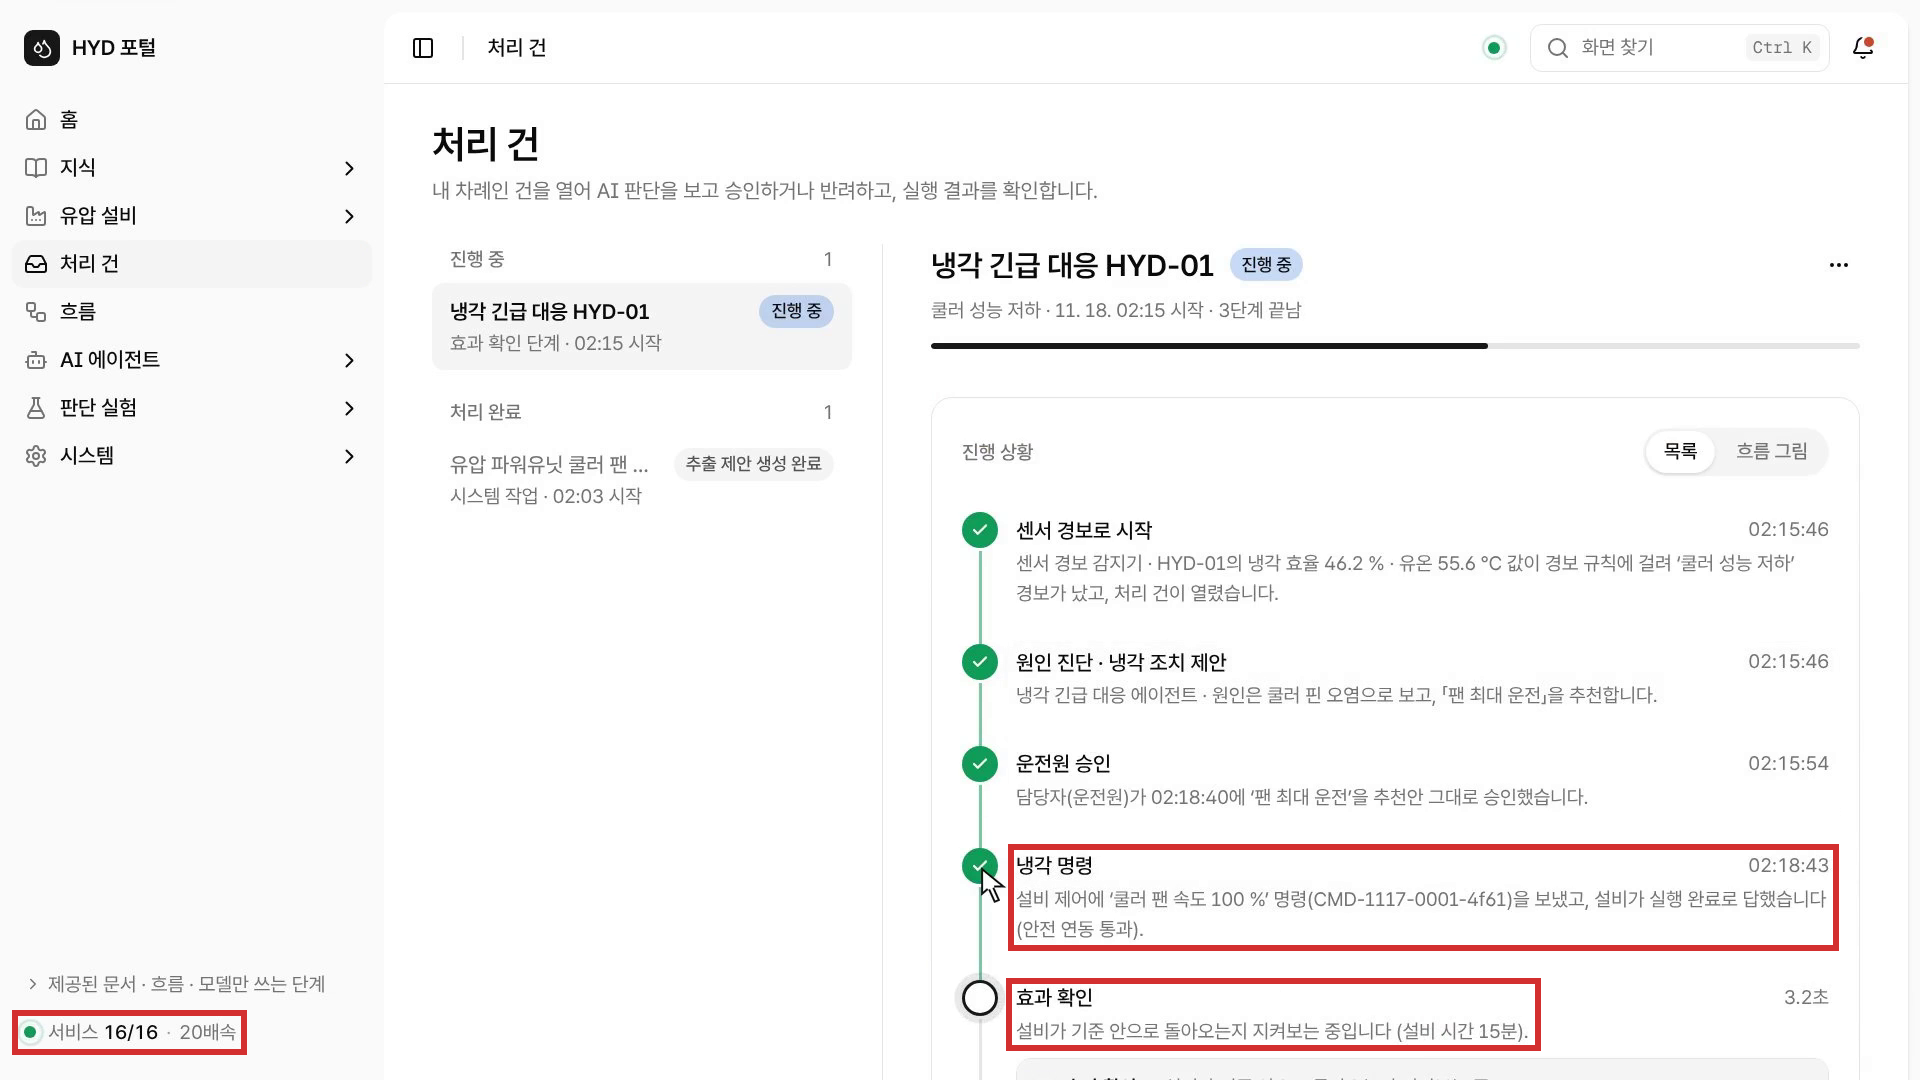 HYD 포털
홈
지식
유압 설비
처리 건
흐름
AI 에이전트
판단 실험
시스템
제공된 문서 · 흐름 · 모델만 쓰는 단계
서비스 16/16 · 20배속
처리 건
화면 찾기 Ctrl K
처리 건
내 차례인 건을 열어 AI 판단을 보고 승인하거나 반려하고, 실행 결과를 확인합니다.
진행 중 1
냉각 긴급 대응 HYD-01 진행 중
효과 확인 단계 · 02:15 시작
처리 완료 1
유압 파워유닛 쿨러 팬 ... 추출 제안 생성 완료
시스템 작업 · 02:03 시작
냉각 긴급 대응 HYD-01 진행 중
쿨러 성능 저하 · 11. 18. 02:15 시작 · 3단계 끝남
진행 상황 목록 흐름 그림
센서 경보로 시작 02:15:46
센서 경보 감지기 · HYD-01의 냉각 효율 46.2 % · 유온 55.6 °C 값이 경보 규칙에 걸려 ‘쿨러 성능 저하’
경보가 났고, 처리 건이 열렸습니다.
원인 진단 · 냉각 조치 제안 02:15:46
냉각 긴급 대응 에이전트 · 원인은 쿨러 핀 오염으로 보고, 「팬 최대 운전」을 추천합니다.
운전원 승인 02:15:54
담당자(운전원)가 02:18:40에 ‘팬 최대 운전’을 추천안 그대로 승인했습니다.
냉각 명령 02:18:43
설비 제어에 ‘쿨러 팬 속도 100 %’ 명령(CMD-1117-0001-4f61)을 보냈고, 설비가 실행 완료로 답했습니다
(안전 연동 통과).
효과 확인 3.2초
설비가 기준 안으로 돌아오는지 지켜보는 중입니다 (설비 시간 15분).